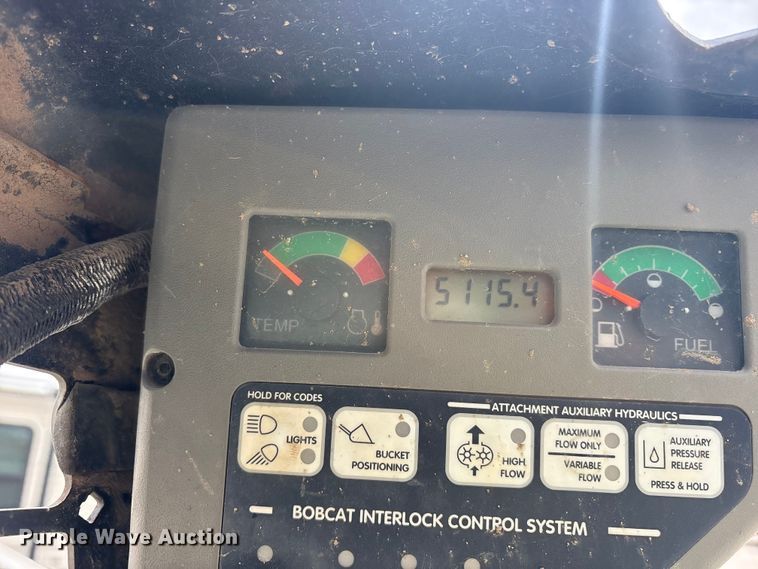 5115.4
TEMP
FUEL
HOLD FOR CODES
ATTACHMENT AUXILIARY HYDRAULICS
LIGHTS
BUCKET
POSITIONING
HIGH
FLOW
MAXIMUM
FLOW ONLY
VARIABLE
FLOW
AUXILIARY
PRESSURE
RELEASE
PRESS & HOLD
BOBCAT INTERLOCK CONTROL SYSTEM
Purple Wave Auction